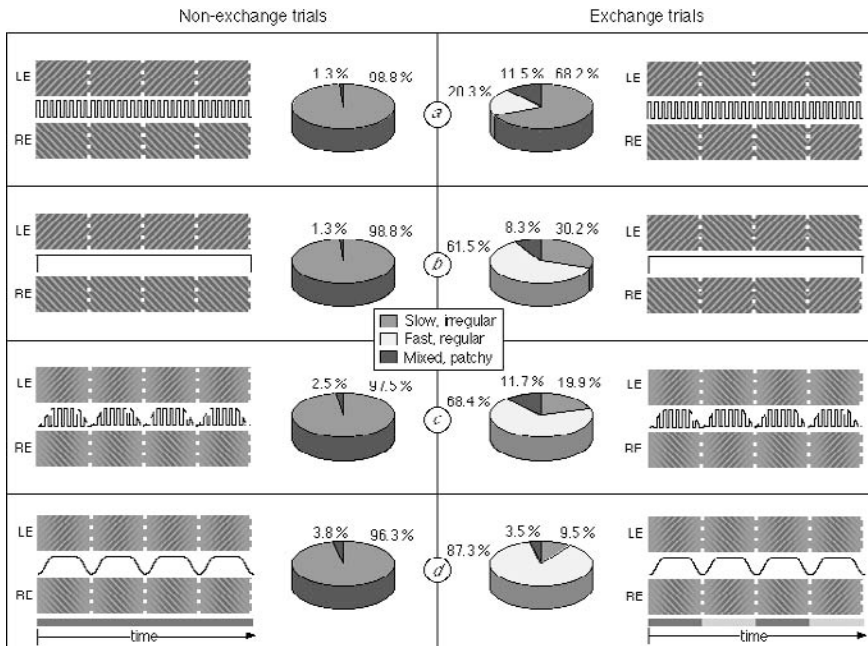 Non-exchange trials
Exchange trials
LE
RE
1.3 % 98.8 %
a
20.3 % 11.5 % 68.2 %
LE
RE
LE
RE
1.3 % 98.8 %
b
61.5 % 8.3 % 30.2 %
LE
RE
Slow, irregular
Fast, regular
Mixed, patchy
LE
RE
2.5 % 97.5 %
c
68.4 % 11.7 % 19.9 %
LE
RE
LE
RE
3.8 % 96.3 %
d
87.3 % 3.5 % 9.5 %
LE
RE
time
time